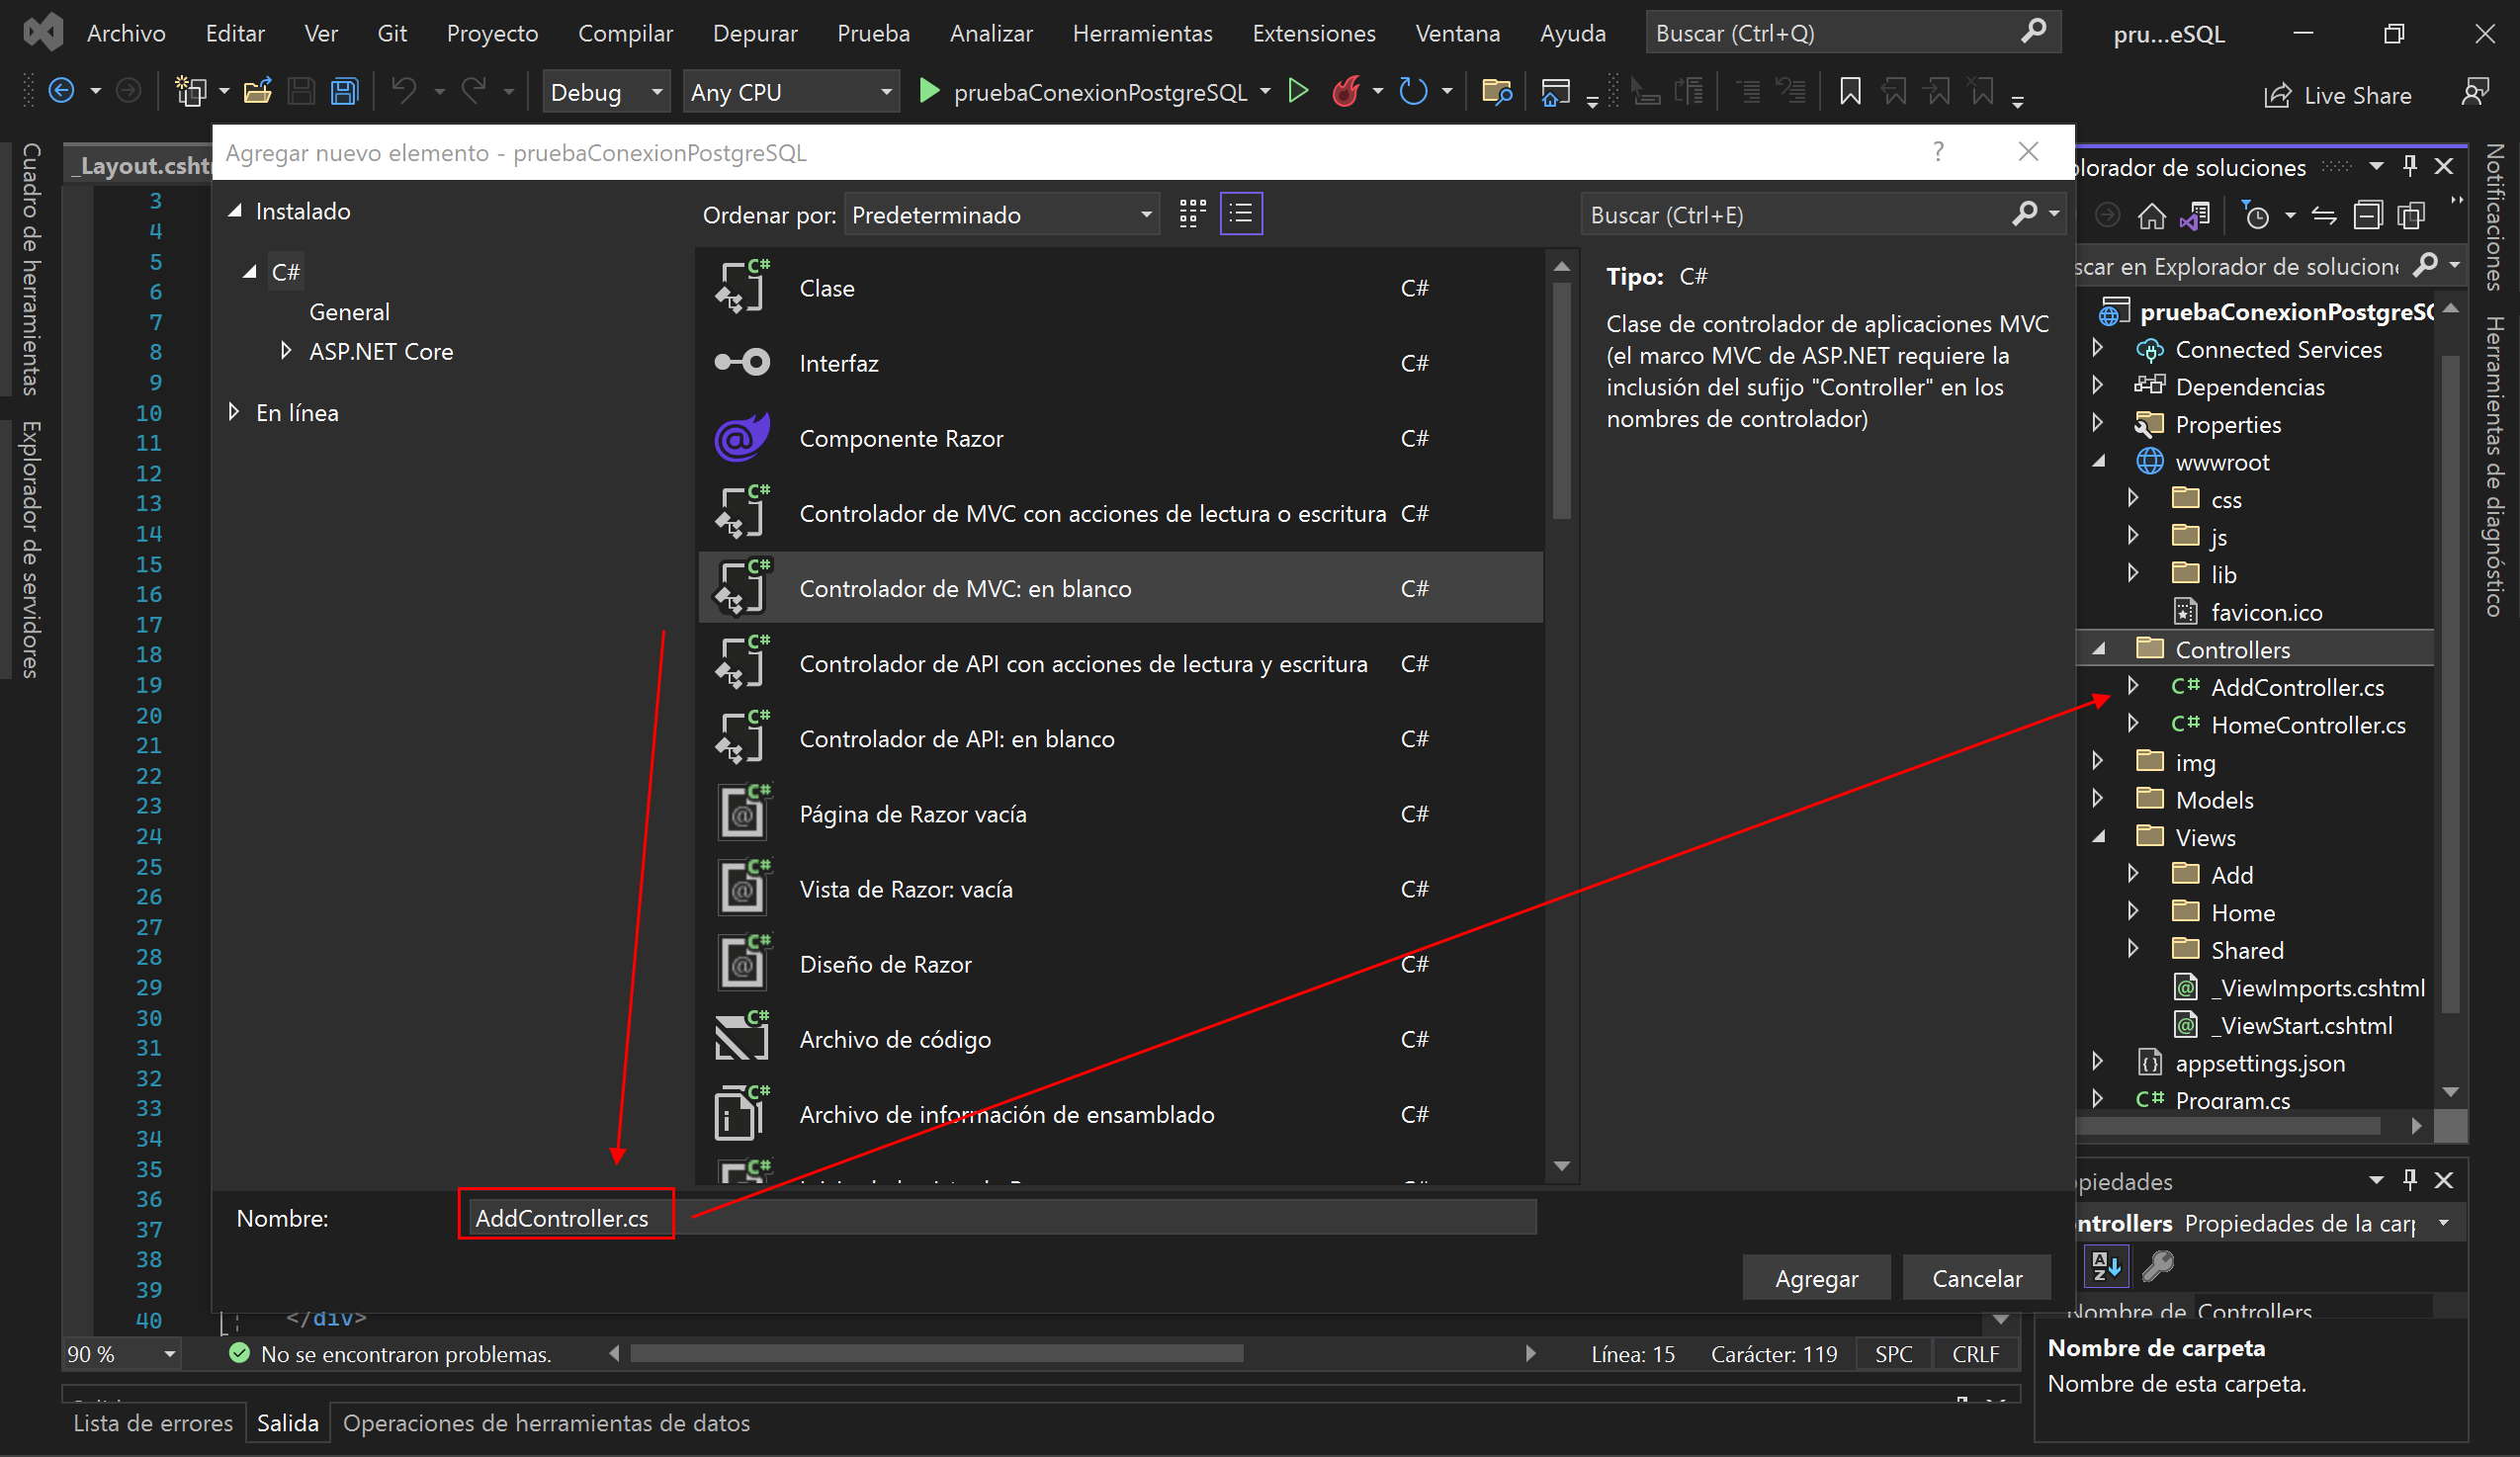 Archivo Editar Ver Git Proyecto Compilar Depurar Prueba Analizar Herramientas Extensiones Ventana Ayuda Buscar (Ctrl+Q) pru...eSQL
Debug Any CPU pruebaConexionPostgreSQL Live Share
Cuadro de herramientas
Explorador de servidores
_Layout.csht
Agregar nuevo elemento - pruebaConexionPostgreSQL ?
Instalado
C#
General
ASP.NET Core
En línea
Ordenar por: Predeterminado
Buscar (Ctrl+E)
Clase C#
Interfaz C#
Componente Razor C#
Controlador de MVC con acciones de lectura o escritura C#
Controlador de MVC: en blanco C#
Controlador de API con acciones de lectura y escritura C#
Controlador de API: en blanco C#
Página de Razor vacía C#
Vista de Razor: vacía C#
Diseño de Razor C#
Archivo de código C#
Archivo de información de ensamblado C#
Tipo: C#
Clase de controlador de aplicaciones MVC
(el marco MVC de ASP.NET requiere la
inclusión del sufijo "Controller" en los
nombres de controlador)
Nombre: AddController.cs
Agregar Cancelar
3
4
5
6
7
8
9
10
11
12
13
14
15
16
17
18
19
20
21
22
23
24
25
26
27
28
29
30
31
32
33
34
35
36
37
38
39
40 </div>
90 % No se encontraron problemas. Línea: 15 Carácter: 119 SPC CRLF
Lista de errores Salida Operaciones de herramientas de datos
plorador de soluciones
scar en Explorador de solucione
pruebaConexionPostgreSQ
Connected Services
Dependencias
Properties
wwwroot
css
js
lib
favicon.ico
Controllers
C# AddController.cs
C# HomeController.cs
img
Models
Views
Add
Home
Shared
_ViewImports.cshtml
_ViewStart.cshtml
appsettings.json
C# Program.cs
piedades
ntrollers Propiedades de la carp
Nombre de Controllers
Nombre de carpeta
Nombre de esta carpeta.
Notificaciones
Herramientas de diagnóstico